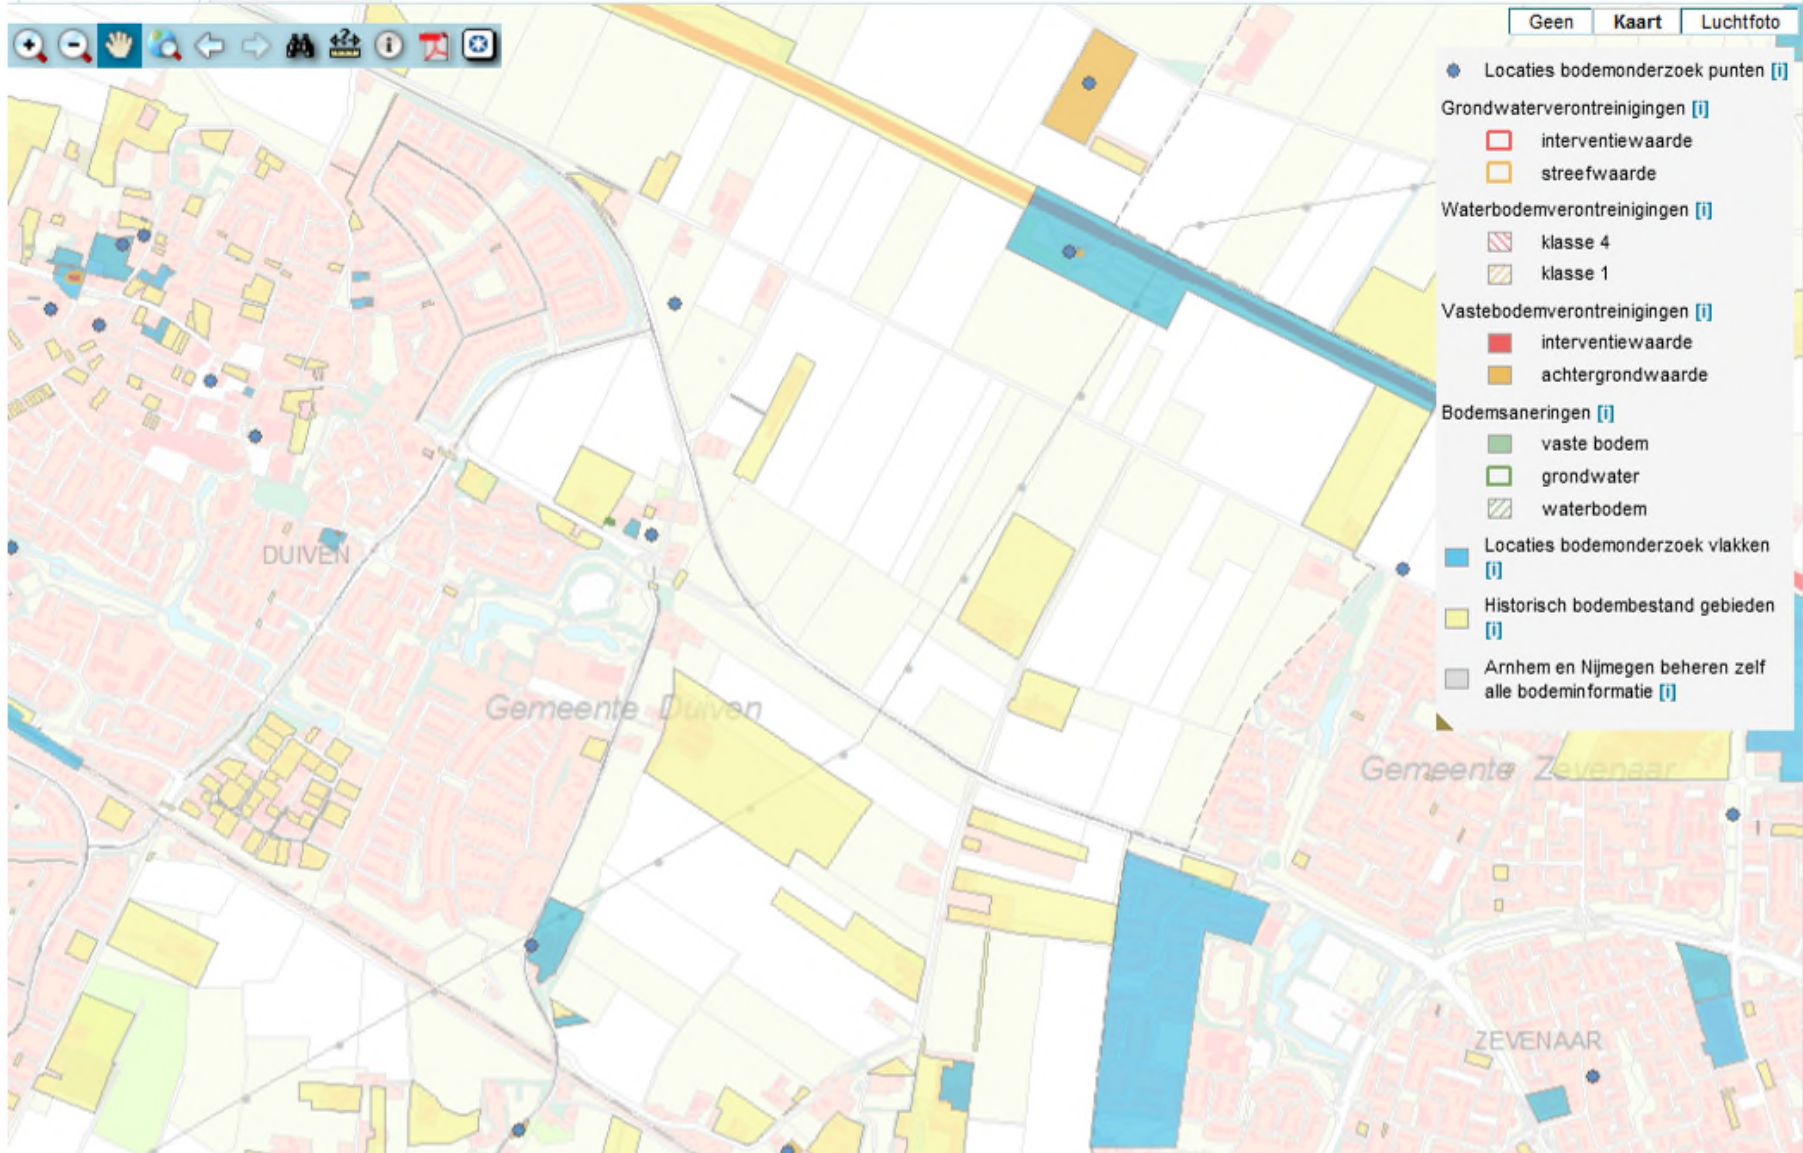 Geen Kaart Luchtfoto
Locaties bodemonderzoek punten [i]
Grondwaterverontreinigingen [i]
interventiewaarde
streefwaarde
Waterbodemverontreinigingen [i]
klasse 4
klasse 1
Vastebodemverontreinigingen [i]
interventiewaarde
achtergrondwaarde
Bodemsaneringen [i]
vaste bodem
grondwater
waterbodem
Locaties bodemonderzoek vlakken
[i]
Historisch bodembestand gebieden
[i]
Arnhem en Nijmegen beheren zelf
alle bodeminformatie [i]
DUIVEN
Gemeente Duiven
Gemeente Zevenaar
ZEVENAAR